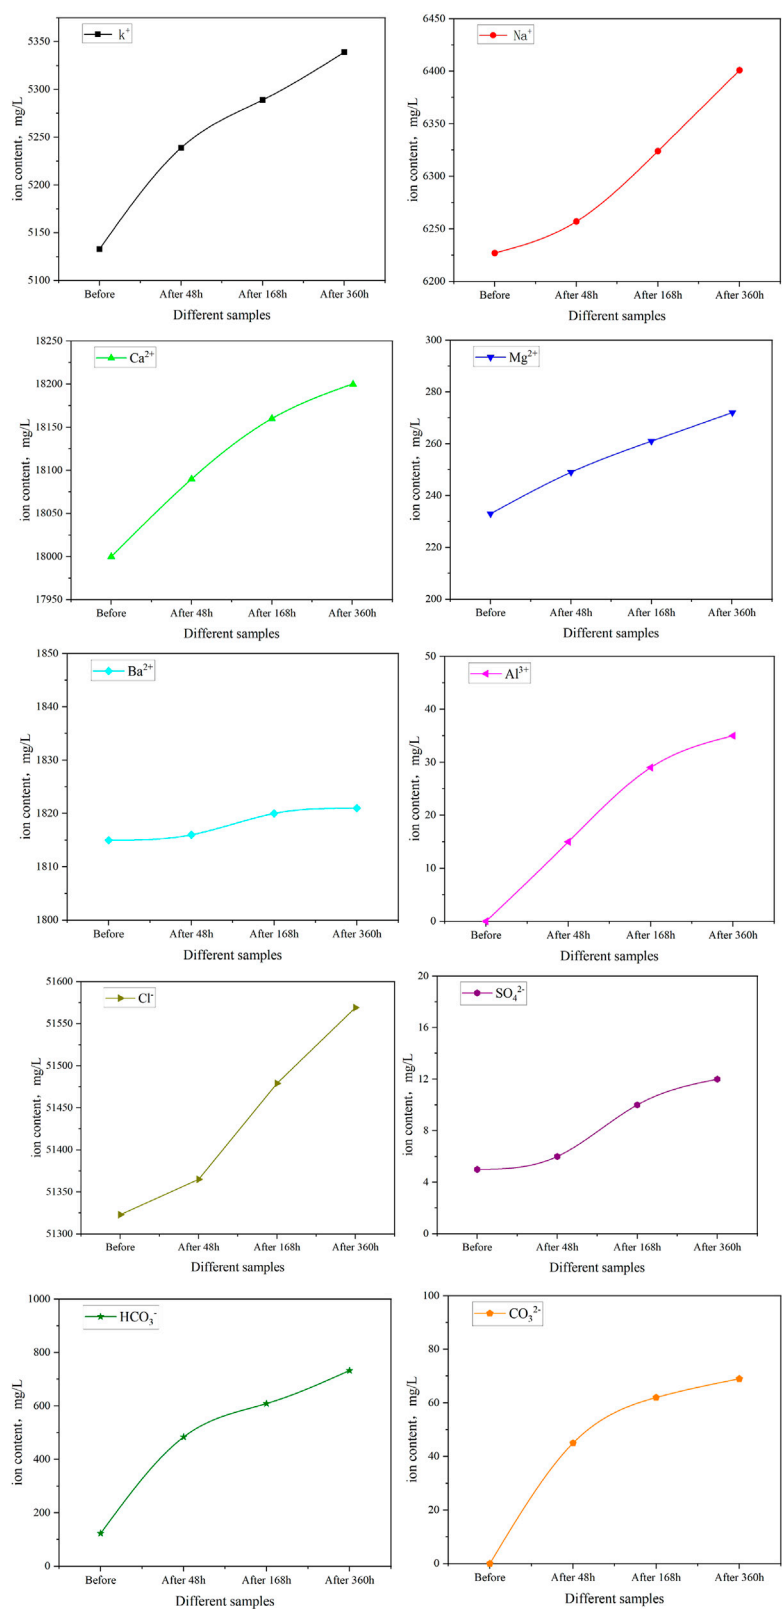 k⁺
5350
5300
5250
5200
5150
5100
ion content, mg/L
Before After 48h After 168h After 360h
Different samples
Na⁺
6450
6400
6350
6300
6250
6200
ion content, mg/L
Before After 48h After 168h After 360h
Different samples
Ca²⁺
18250
18200
18150
18100
18050
18000
17950
ion content, mg/L
Before After 48h After 168h After 360h
Different samples
Mg²⁺
300
280
260
240
220
200
ion content, mg/L
Before After 48h After 168h After 360h
Different samples
Ba²⁺
1850
1840
1830
1820
1810
1800
ion content, mg/L
Before After 48h After 168h After 360h
Different samples
Al³⁺
50
40
30
20
10
0
ion content, mg/L
Before After 48h After 168h After 360h
Different samples
Cl⁻
51600
51550
51500
51450
51400
51350
51300
ion content, mg/L
Before After 48h After 168h After 360h
Different samples
SO₄²⁻
20
16
12
8
4
0
ion content, mg/L
Before After 48h After 168h After 360h
Different samples
HCO₃⁻
1000
800
600
400
200
0
ion content, mg/L
Before After 48h After 168h After 360h
Different samples
CO₃²⁻
100
80
60
40
20
0
ion content, mg/L
Before After 48h After 168h After 360h
Different samples